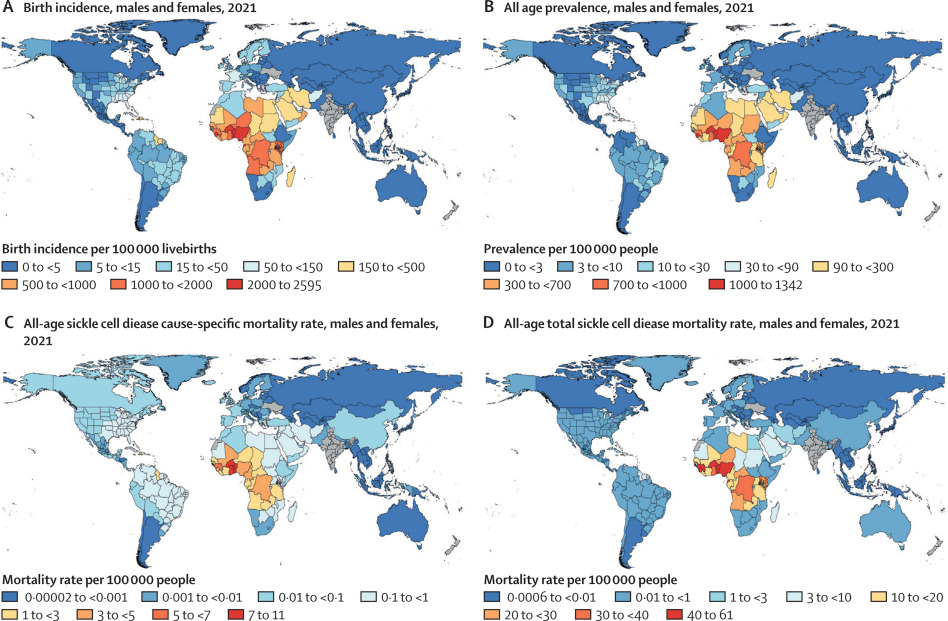 A Birth incidence, males and females, 2021
B All age prevalence, males and females, 2021
Birth incidence per 100 000 livebirths
0 to <5 5 to <15 15 to <50 50 to <150 150 to <500
500 to <1000 1000 to <2000 2000 to 2595
Prevalence per 100 000 people
0 to <3 3 to <10 10 to <30 30 to <90 90 to <300
300 to <700 700 to <1000 1000 to 1342
C All-age sickle cell disease cause-specific mortality rate, males and females,
2021
D All-age total sickle cell disease mortality rate, males and females, 2021
Mortality rate per 100 000 people
0·00002 to <0·001 0·001 to <0·01 0·01 to <0·1 0·1 to <1
1 to <3 3 to <5 5 to <7 7 to 11
Mortality rate per 100 000 people
0·0006 to <0·01 0·01 to <1 1 to <3 3 to <10 10 to <20
20 to <30 30 to <40 40 to 61